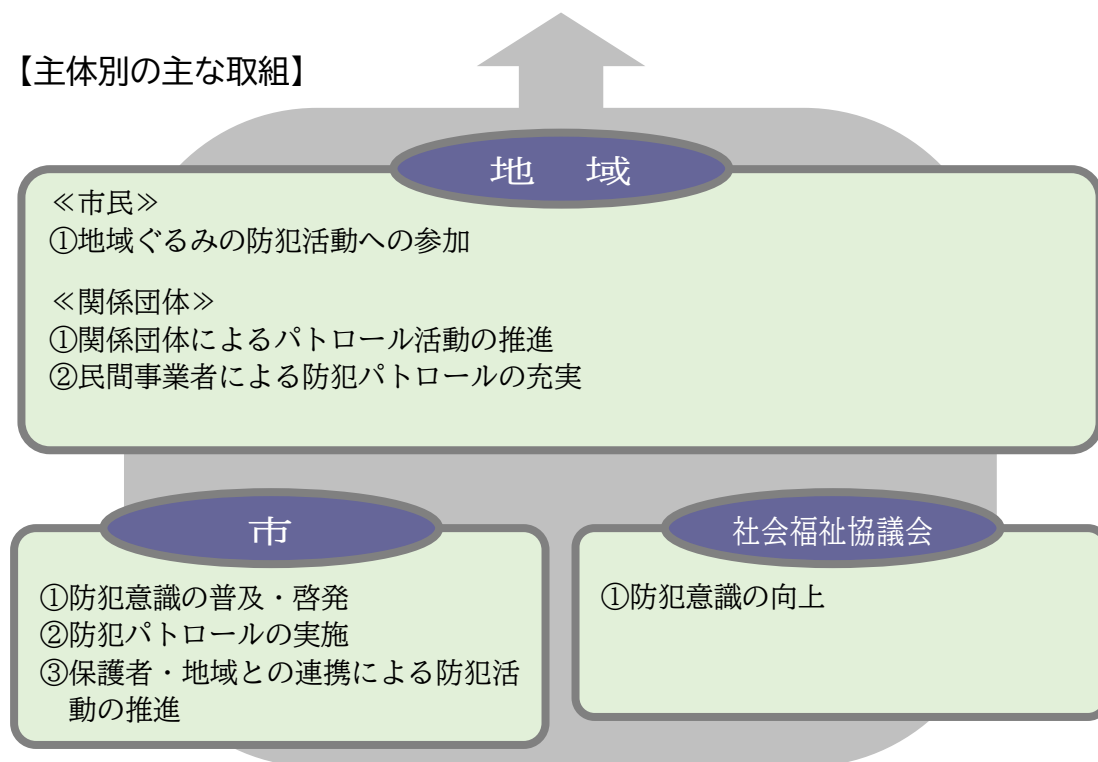 【主体別の主な取組】
地　域
≪市民≫
①地域ぐるみの防犯活動への参加
≪関係団体≫
①関係団体によるパトロール活動の推進
②民間事業者による防犯パトロールの充実
市
①防犯意識の普及・啓発
②防犯パトロールの実施
③保護者・地域との連携による防犯活
動の推進
社会福祉協議会
①防犯意識の向上